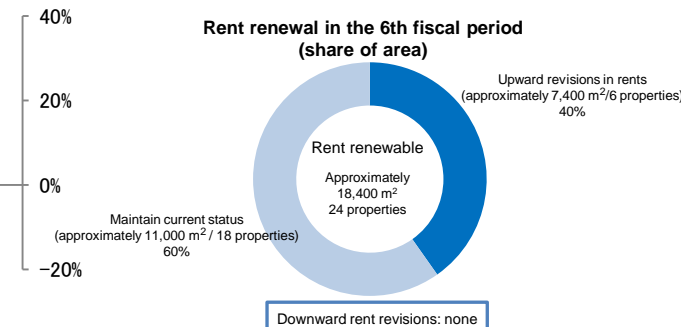 40%
20%
0%
−20%
Rent renewal in the 6th fiscal period
(share of area)
Upward revisions in rents
(approximately 7,400 m²/6 properties)
40%
Rent renewable
Approximately
18,400 m²
24 properties
Maintain current status
(approximately 11,000 m² / 18 properties)
60%
Downward rent revisions: none